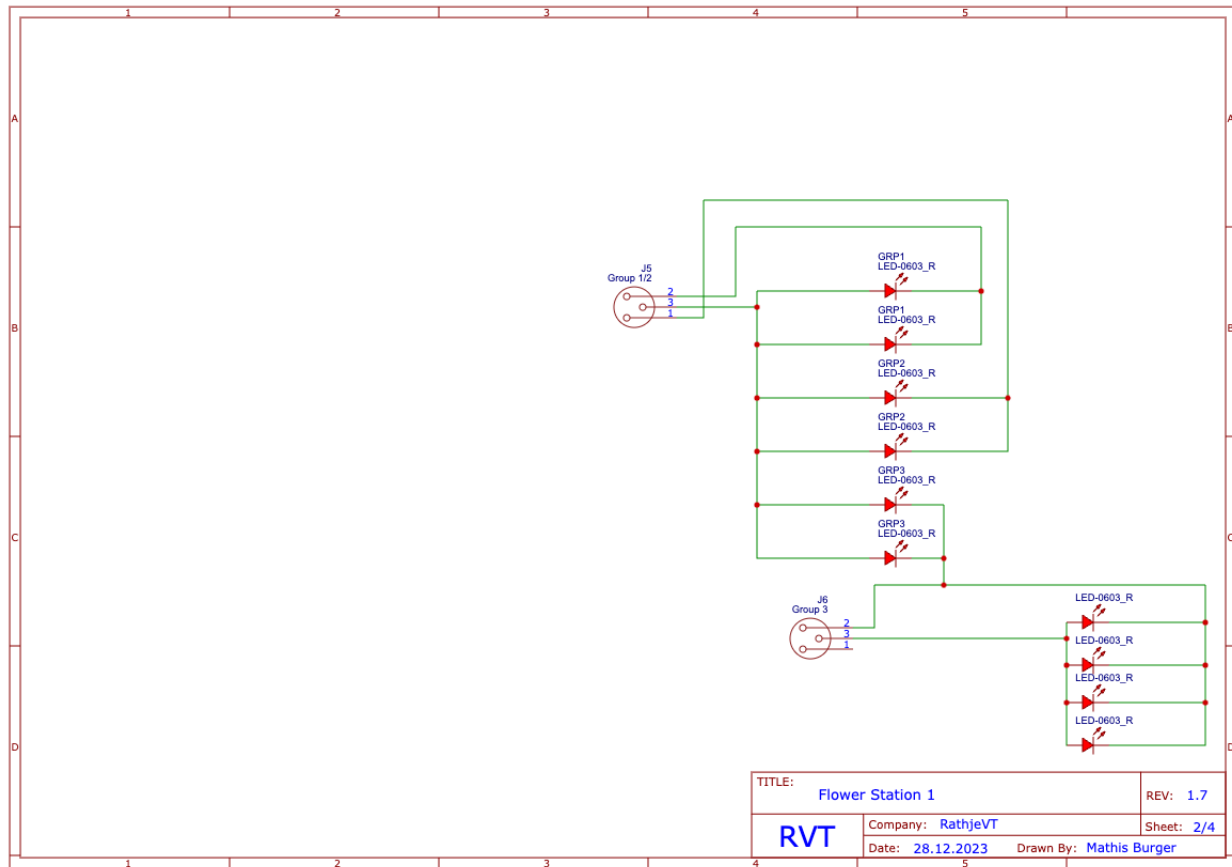 1 2 3 4 5
A A
J5
Group 1/2
2
3
1
GRP1
LED-0603_R
GRP1
LED-0603_R
B B
GRP2
LED-0603_R
GRP2
LED-0603_R
GRP3
LED-0603_R
GRP3
LED-0603_R
C C
J6
Group 3
2
3
1
LED-0603_R
LED-0603_R
LED-0603_R
LED-0603_R
D D
TITLE:
Flower Station 1
REV: 1.7
RVT
Company: RathjeVT
Sheet: 2/4
Date: 28.12.2023 Drawn By: Mathis Burger
1 2 3 4 5